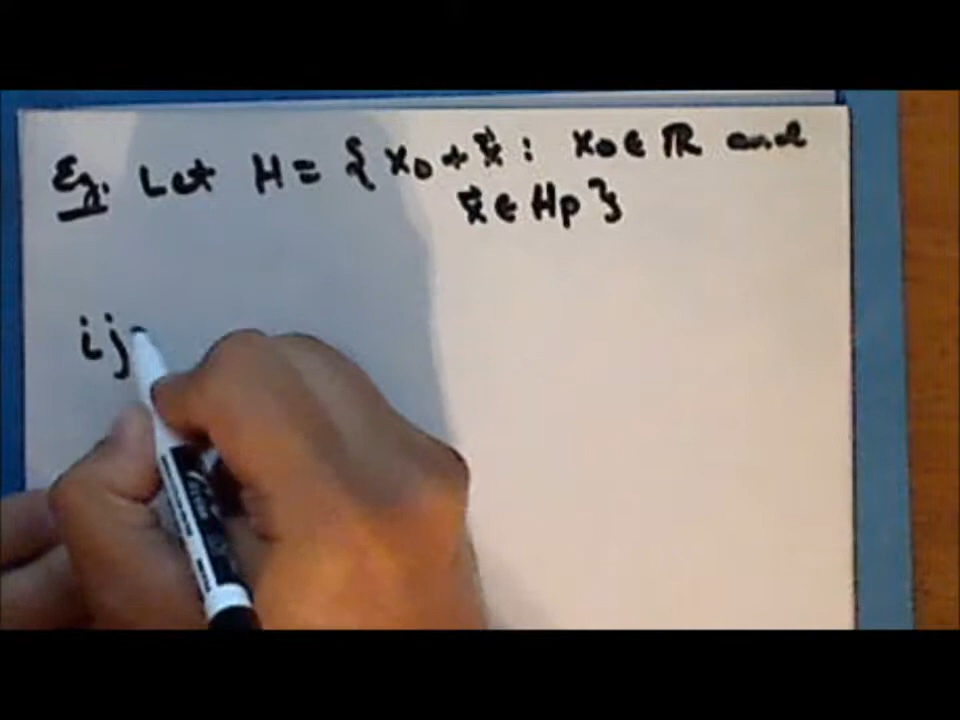 Eg. Let H = { x₀ + x⃗ : x₀ ∈ ℝ and
x⃗ ∈ Hp }
ij